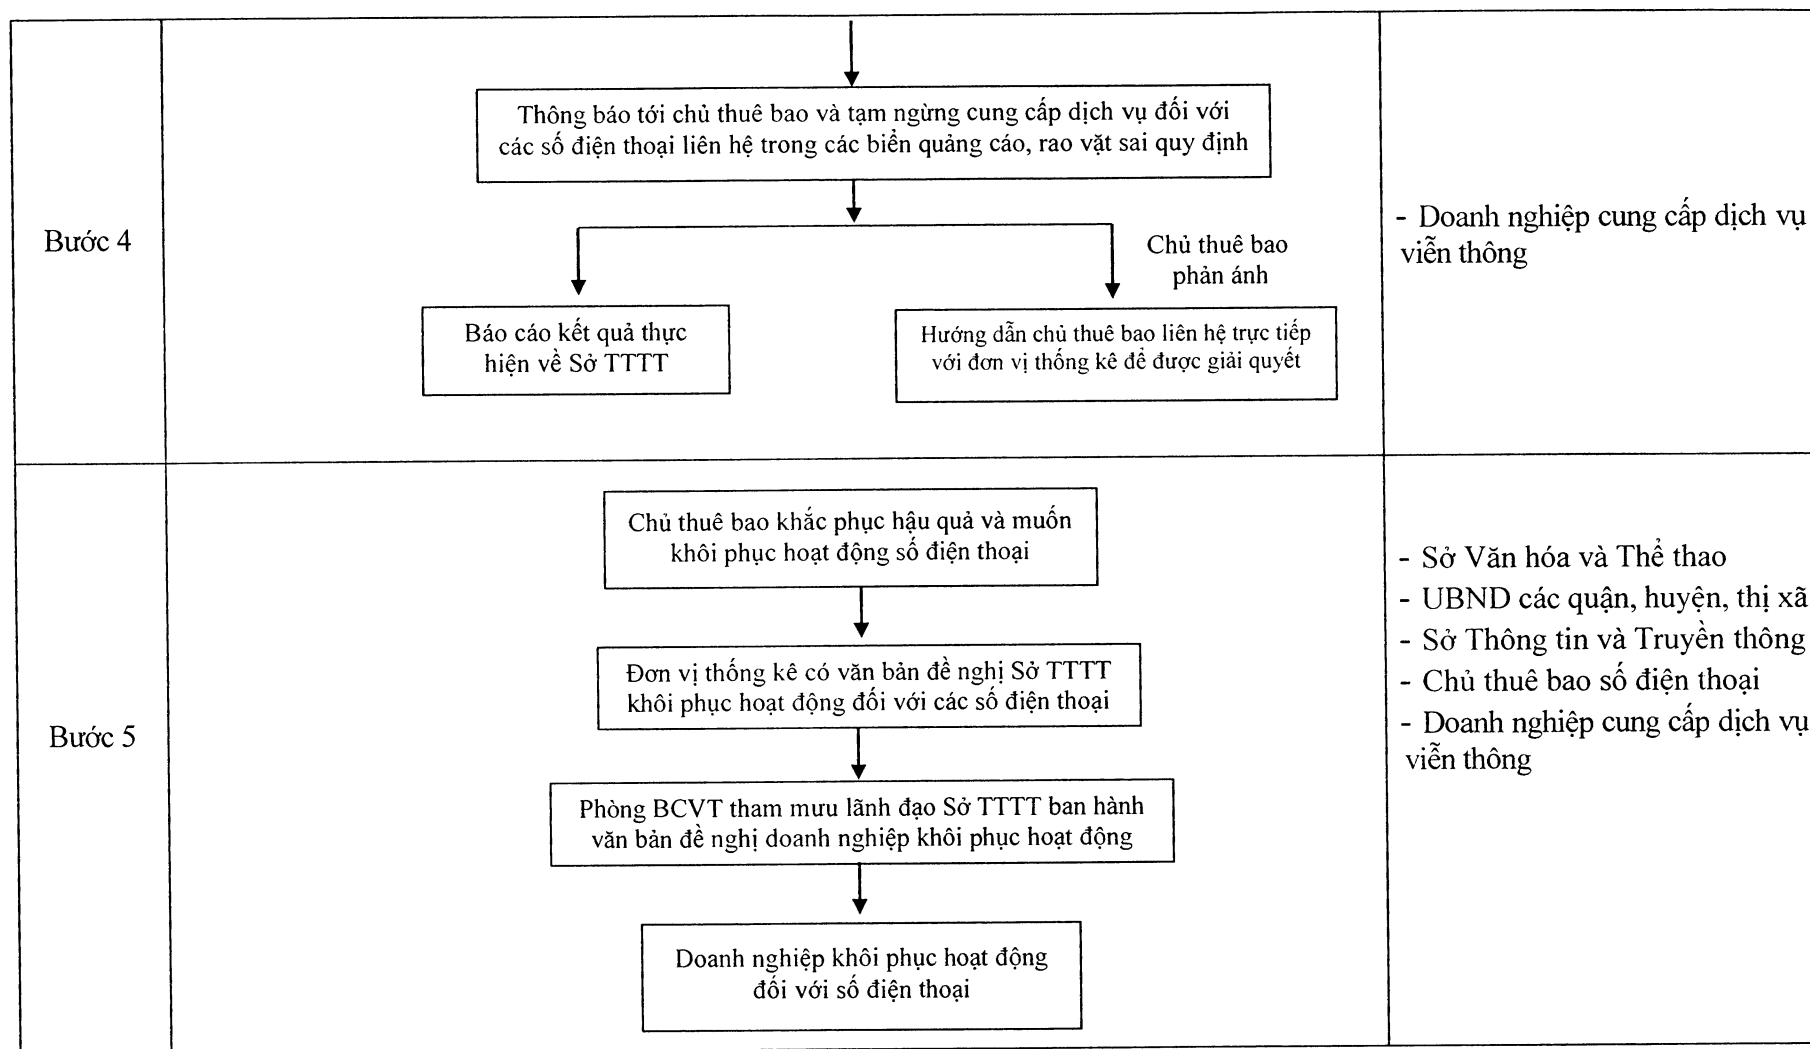 Thông báo tới chủ thuê bao và tạm ngừng cung cấp dịch vụ đối với
các số điện thoại liên hệ trong các biển quảng cáo, rao vặt sai quy định
Bước 4
Chủ thuê bao
phản ánh
Báo cáo kết quả thực
hiện về Sở TTTT
Hướng dẫn chủ thuê bao liên hệ trực tiếp
với đơn vị thống kê để được giải quyết
- Doanh nghiệp cung cấp dịch vụ
viễn thông
Bước 5
Chủ thuê bao khắc phục hậu quả và muốn
khôi phục hoạt động số điện thoại
Đơn vị thống kê có văn bản đề nghị Sở TTTT
khôi phục hoạt động đối với các số điện thoại
Phòng BCVT tham mưu lãnh đạo Sở TTTT ban hành
văn bản đề nghị doanh nghiệp khôi phục hoạt động
Doanh nghiệp khôi phục hoạt động
đối với số điện thoại
- Sở Văn hóa và Thể thao
- UBND các quận, huyện, thị xã
- Sở Thông tin và Truyền thông
- Chủ thuê bao số điện thoại
- Doanh nghiệp cung cấp dịch vụ
viễn thông